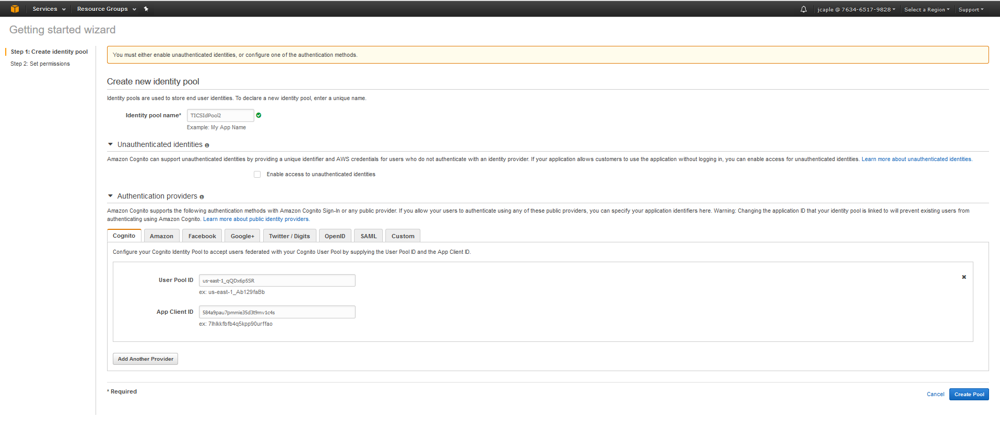 Services Resource Groups jcaple @ 7634-6517-9828 Select a Region Support
Getting started wizard
Step 1: Create identity pool
Step 2: Set permissions
You must either enable unauthenticated identities, or configure one of the authentication methods.
Create new identity pool
Identity pools are used to store end user identities. To declare a new identity pool, enter a unique name.
Identity pool name* TICSIdPool2
Example: My App Name
Unauthenticated identities
Amazon Cognito can support unauthenticated identities by providing a unique identifier and AWS credentials for users who do not authenticate with an identity provider. If your application allows customers to use the application without logging in, you can enable access for unauthenticated identities. Learn more about unauthenticated identities.
Enable access to unauthenticated identities
Authentication providers
Amazon Cognito supports the following authentication methods with Amazon Cognito Sign-In or any public provider. If you allow your users to authenticate using any of these public providers, you can specify your application identifiers here. Warning: Changing the application ID that your identity pool is linked to will prevent existing users from
authenticating using Amazon Cognito. Learn more about public identity providers.
Cognito Amazon Facebook Google+ Twitter / Digits OpenID SAML Custom
Configure your Cognito Identity Pool to accept users federated with your Cognito User Pool by supplying the User Pool ID and the App Client ID.
User Pool ID us-east-1_qQDx6p5SR
ex: us-east-1_Ab129faBb
App Client ID 584a9pau7pmmie35d3t9mv1c4s
ex: 7lhlkkfbfb4q5kpp90urffao
Add Another Provider
* Required
Cancel Create Pool